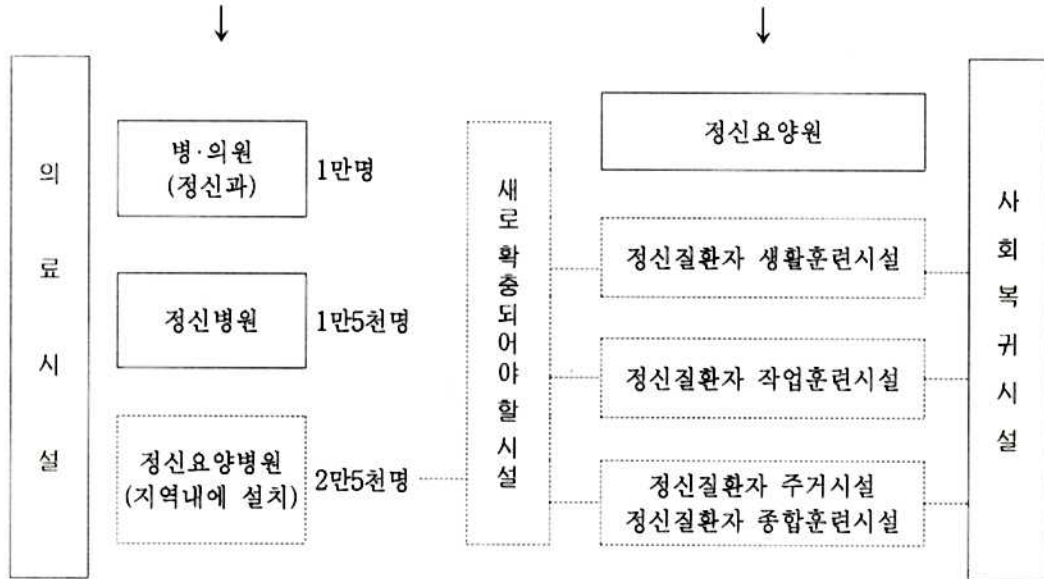 의료시설
병·의원
(정신과)
1만명
정신병원
1만5천명
정신요양병원
(지역내에 설치)
2만5천명
새로 확충되어야 할 시설
정신요양원
정신질환자 생활훈련시설
정신질환자 작업훈련시설
정신질환자 주거시설
정신질환자 종합훈련시설
사회복귀시설